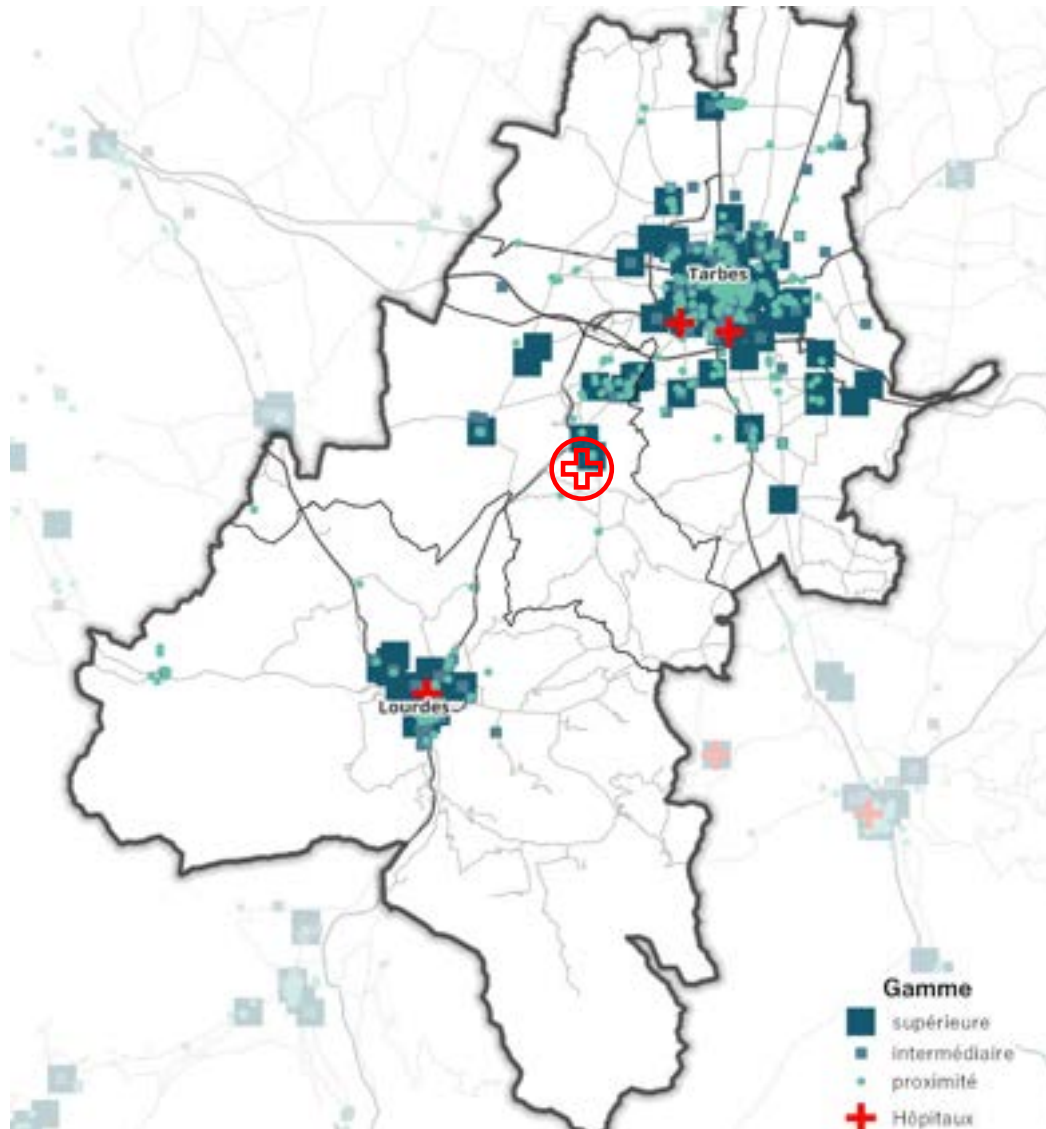 Tarbes
Lourdes
Gamme
supérieure
intermédiaire
proximité
Hôpitaux